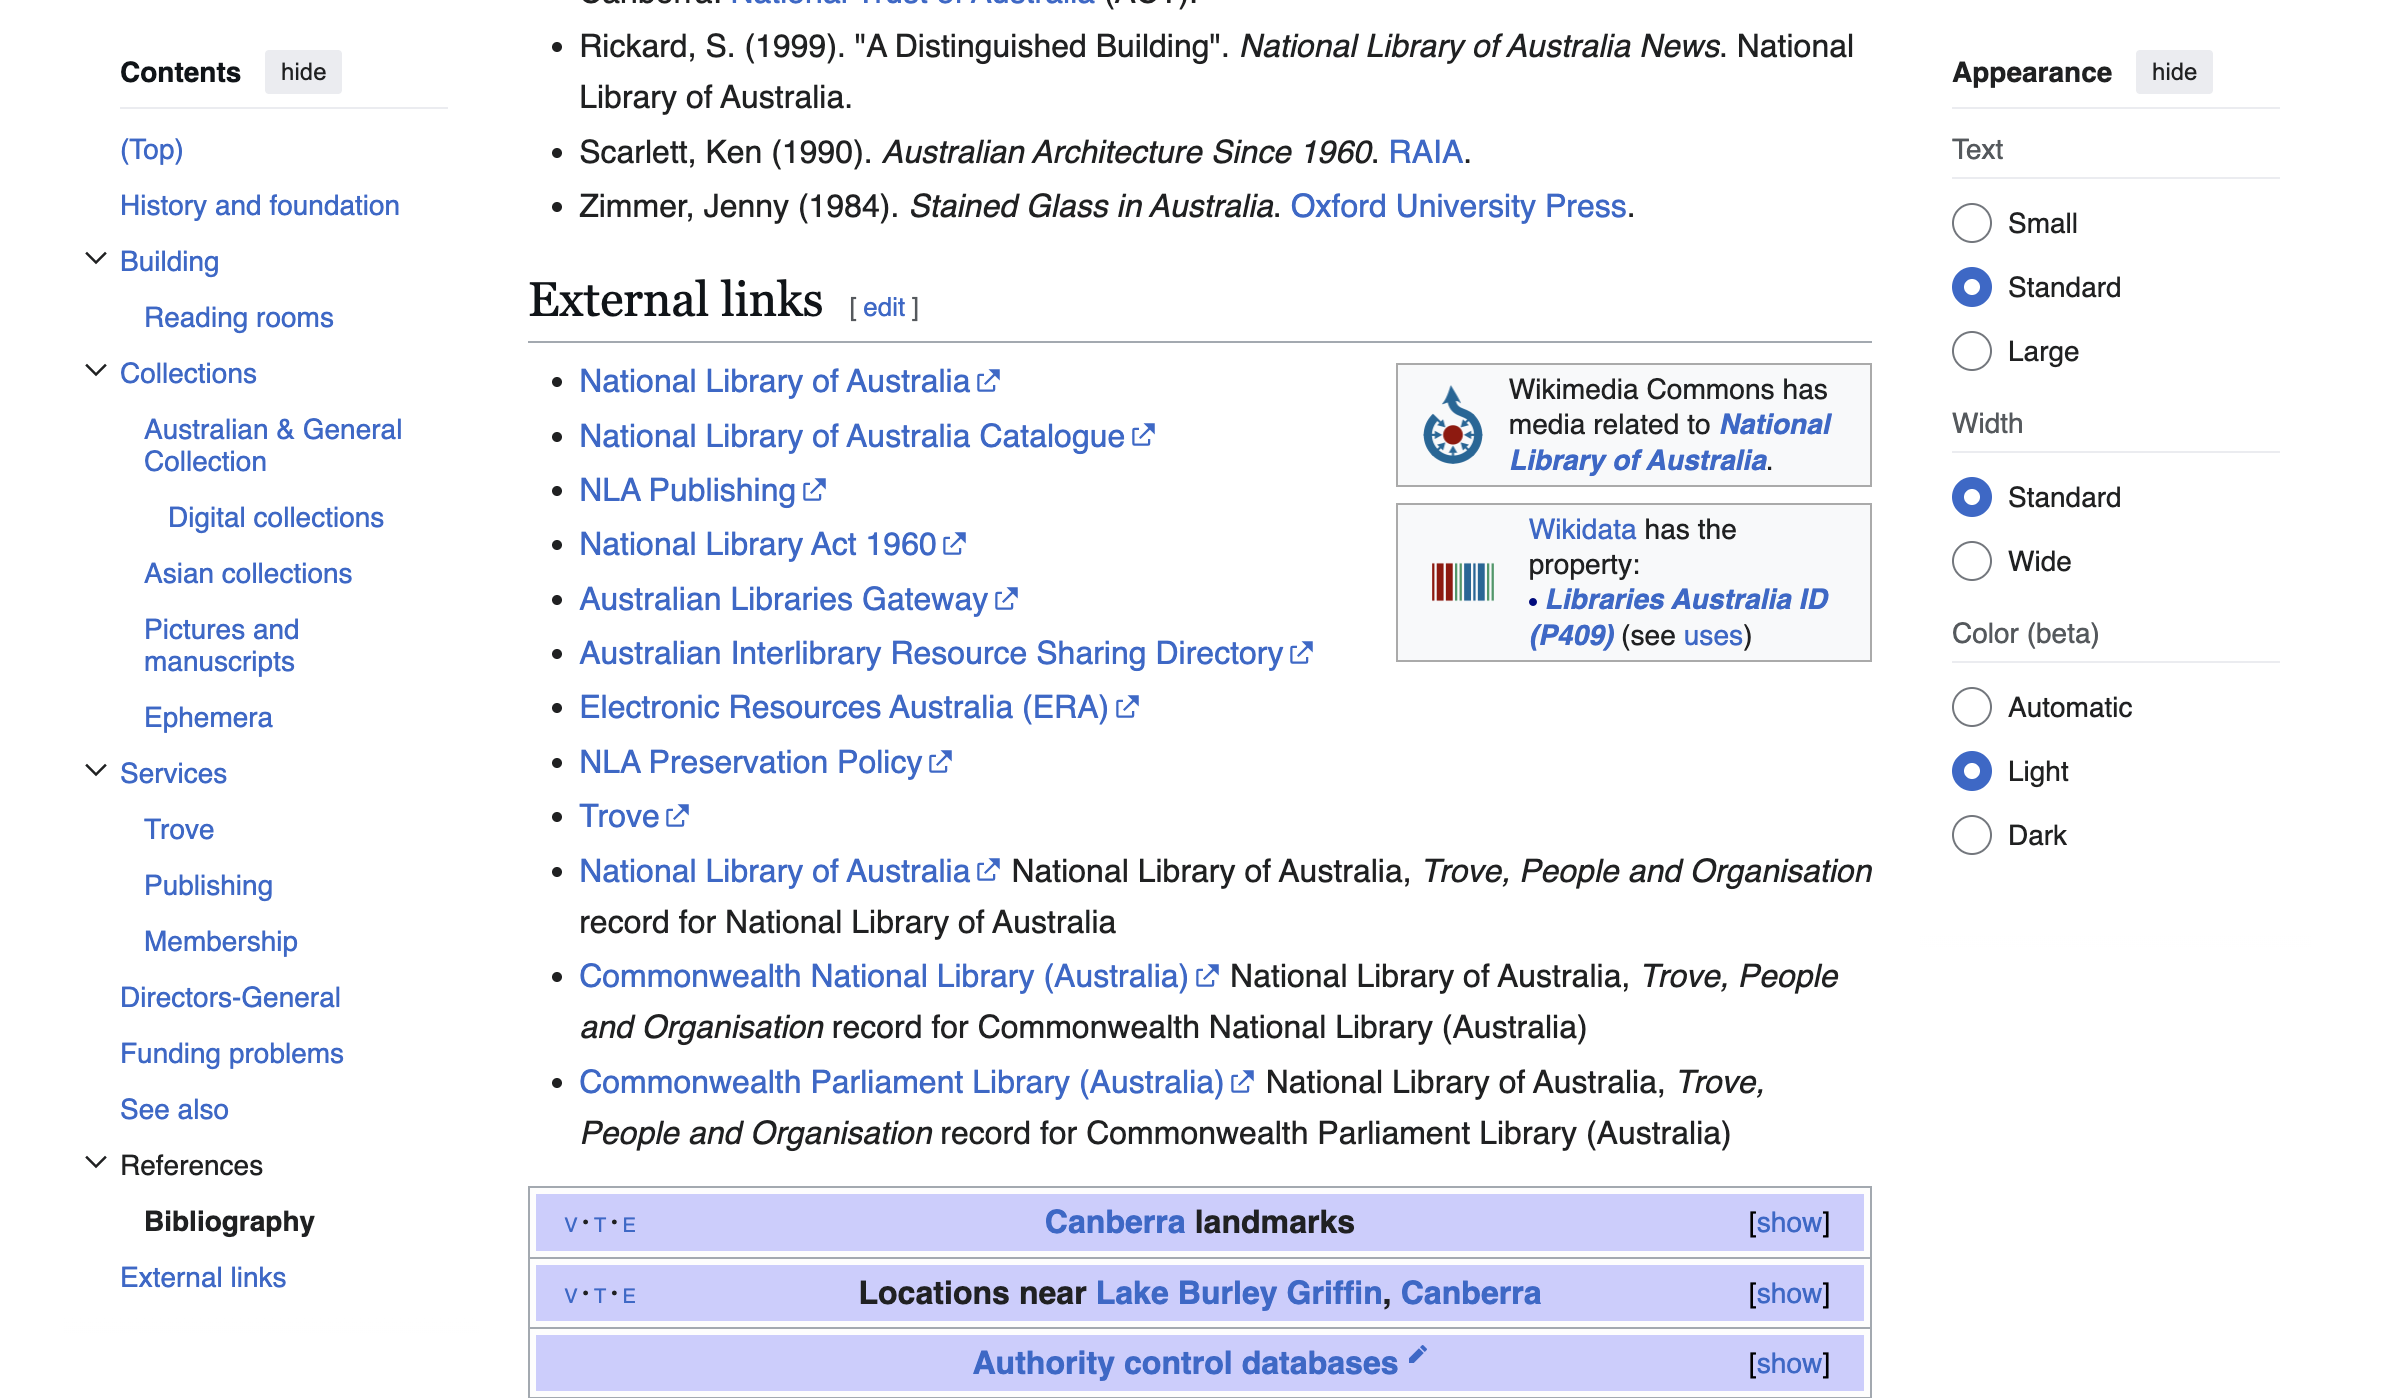 Contents hide
(Top)
History and foundation
Building
Reading rooms
Collections
Australian & General
Collection
Digital collections
Asian collections
Pictures and
manuscripts
Ephemera
Services
Trove
Publishing
Membership
Directors-General
Funding problems
See also
References
Bibliography
External links
Canberra. National Trust of Australia (ACT).
• Rickard, S. (1999). "A Distinguished Building". National Library of Australia News. National
Library of Australia.
• Scarlett, Ken (1990). Australian Architecture Since 1960. RAIA.
• Zimmer, Jenny (1984). Stained Glass in Australia. Oxford University Press.
External links [ edit ]
• National Library of Australia
• National Library of Australia Catalogue
• NLA Publishing
• National Library Act 1960
• Australian Libraries Gateway
• Australian Interlibrary Resource Sharing Directory
• Electronic Resources Australia (ERA)
• NLA Preservation Policy
• Trove
• National Library of Australia National Library of Australia, Trove, People and Organisation
record for National Library of Australia
• Commonwealth National Library (Australia) National Library of Australia, Trove, People
and Organisation record for Commonwealth National Library (Australia)
• Commonwealth Parliament Library (Australia) National Library of Australia, Trove,
People and Organisation record for Commonwealth Parliament Library (Australia)
Wikimedia Commons has
media related to National
Library of Australia.
Wikidata has the
property:
• Libraries Australia ID
(P409) (see uses)
V · T · E Canberra landmarks [show]
V · T · E Locations near Lake Burley Griffin, Canberra [show]
Authority control databases [show]
Appearance hide
Text
Small
Standard
Large
Width
Standard
Wide
Color (beta)
Automatic
Light
Dark